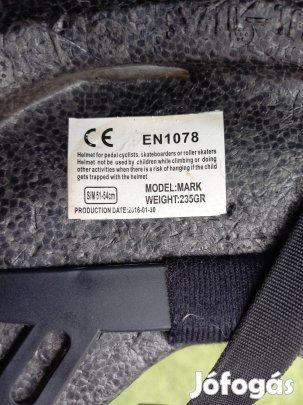 CE EN1078
Helmet for pedal cyclists, skateboarders or roller skaters
Helmet not be used by children while climbing or doing
other activities when there is a risk of hanging if the child
gets trapped with the helmet
S/M 51-54cm
MODEL:MARK
WEIGHT:235GR
PRODUCTION DATE:2016-01-30
Jófogás